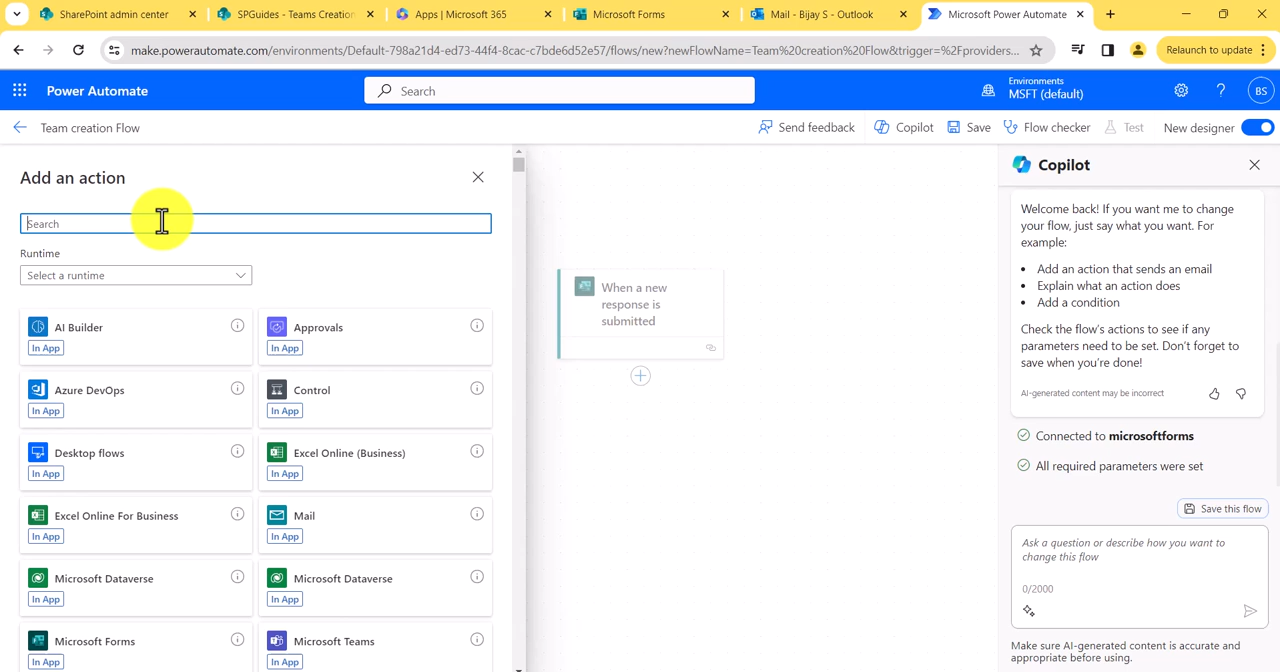 SharePoint admin center
SPGuides - Teams Creation
Apps | Microsoft 365
Microsoft Forms
Mail - Bijay S - Outlook
Microsoft Power Automate
make.powerautomate.com/environments/Default-798a21d4-ed73-44f4-8cac-c7bde6d52e57/flows/new?newFlowName=Team%20creation%20Flow&trigger=%2Fproviders...
Relaunch to update
Power Automate
Search
Environments
MSFT (default)
BS
Team creation Flow
Send feedback
Copilot
Save
Flow checker
Test
New designer
Add an action
Search
Runtime
Select a runtime
AI Builder
In App
Approvals
In App
Azure DevOps
In App
Control
In App
Desktop flows
In App
Excel Online (Business)
In App
Excel Online For Business
In App
Mail
In App
Microsoft Dataverse
In App
Microsoft Dataverse
In App
Microsoft Forms
In App
Microsoft Teams
In App
When a new
response is
submitted
Copilot
Welcome back! If you want me to change
your flow, just say what you want. For
example:
• Add an action that sends an email
• Explain what an action does
• Add a condition
Check the flow's actions to see if any
parameters need to be set. Don't forget to
save when you're done!
AI-generated content may be incorrect
Connected to microsoftforms
All required parameters were set
Save this flow
Ask a question or describe how you want to
change this flow
0/2000
Make sure AI-generated content is accurate and
appropriate before using.